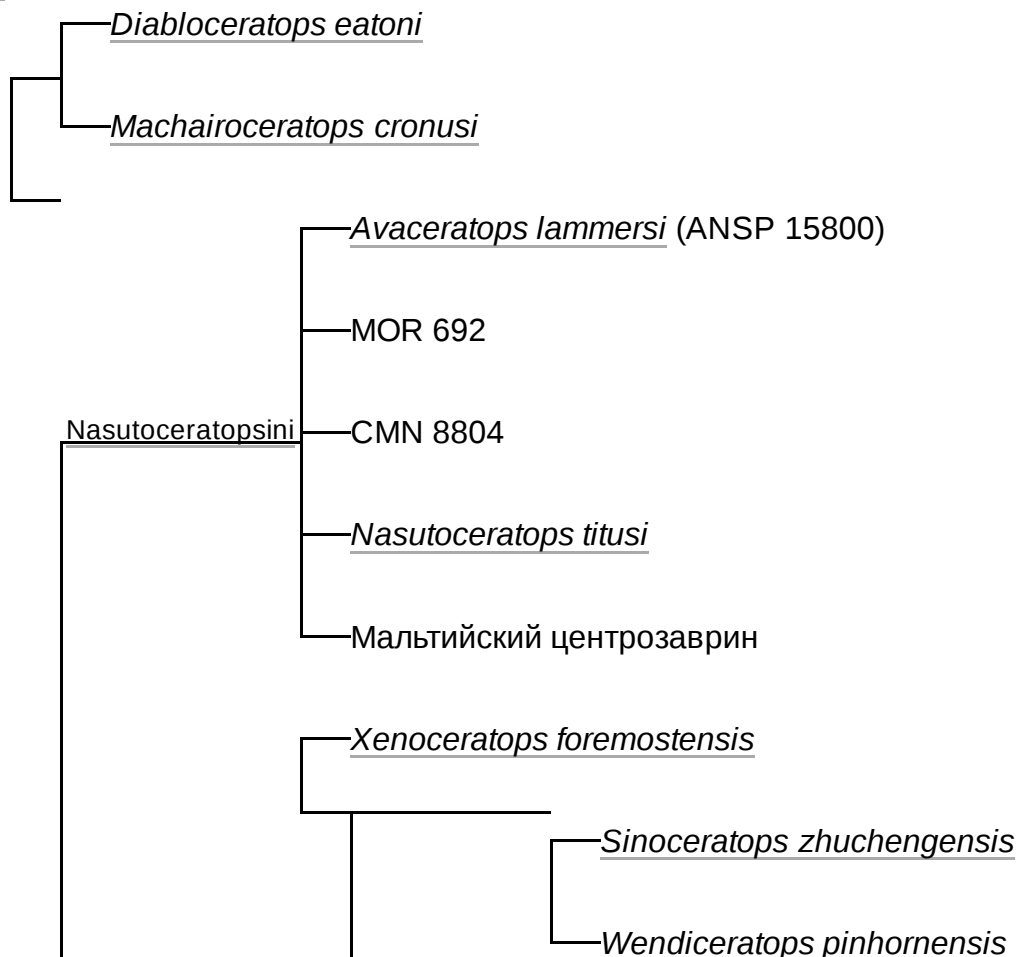 Diabloceratops eatoni
Machairoceratops cronusi
Avaceratops lammersi (ANSP 15800)
MOR 692
Nasutoceratopsini
CMN 8804
Nasutoceratops titusi
Мальтийский центрозаврин
Xenoceratops foremostensis
Sinoceratops zhuchengensis
Wendiceratops pinhornensis